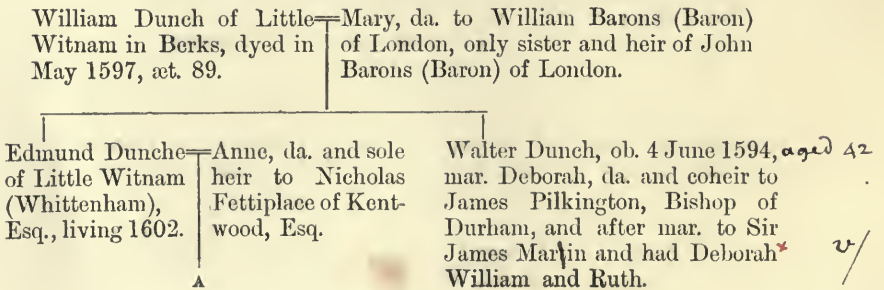 William Dunch of Little
Witnam in Berks, dyed in
May 1597, æt. 89.
Mary, da. to William Barons (Baron)
of London, only sister and heir of John
Barons (Baron) of London.
Edmund Dunche
of Little Witnam
(Whittenham),
Esq., living 1602.
Anne, da. and sole
heir to Nicholas
Fettiplace of Kent-
wood, Esq.
A
Walter Dunch, ob. 4 June 1594, aged 42
mar. Deborah, da. and coheir to
James Pilkington, Bishop of
Durham, and after mar. to Sir
James Martin and had Deborah
William and Ruth.